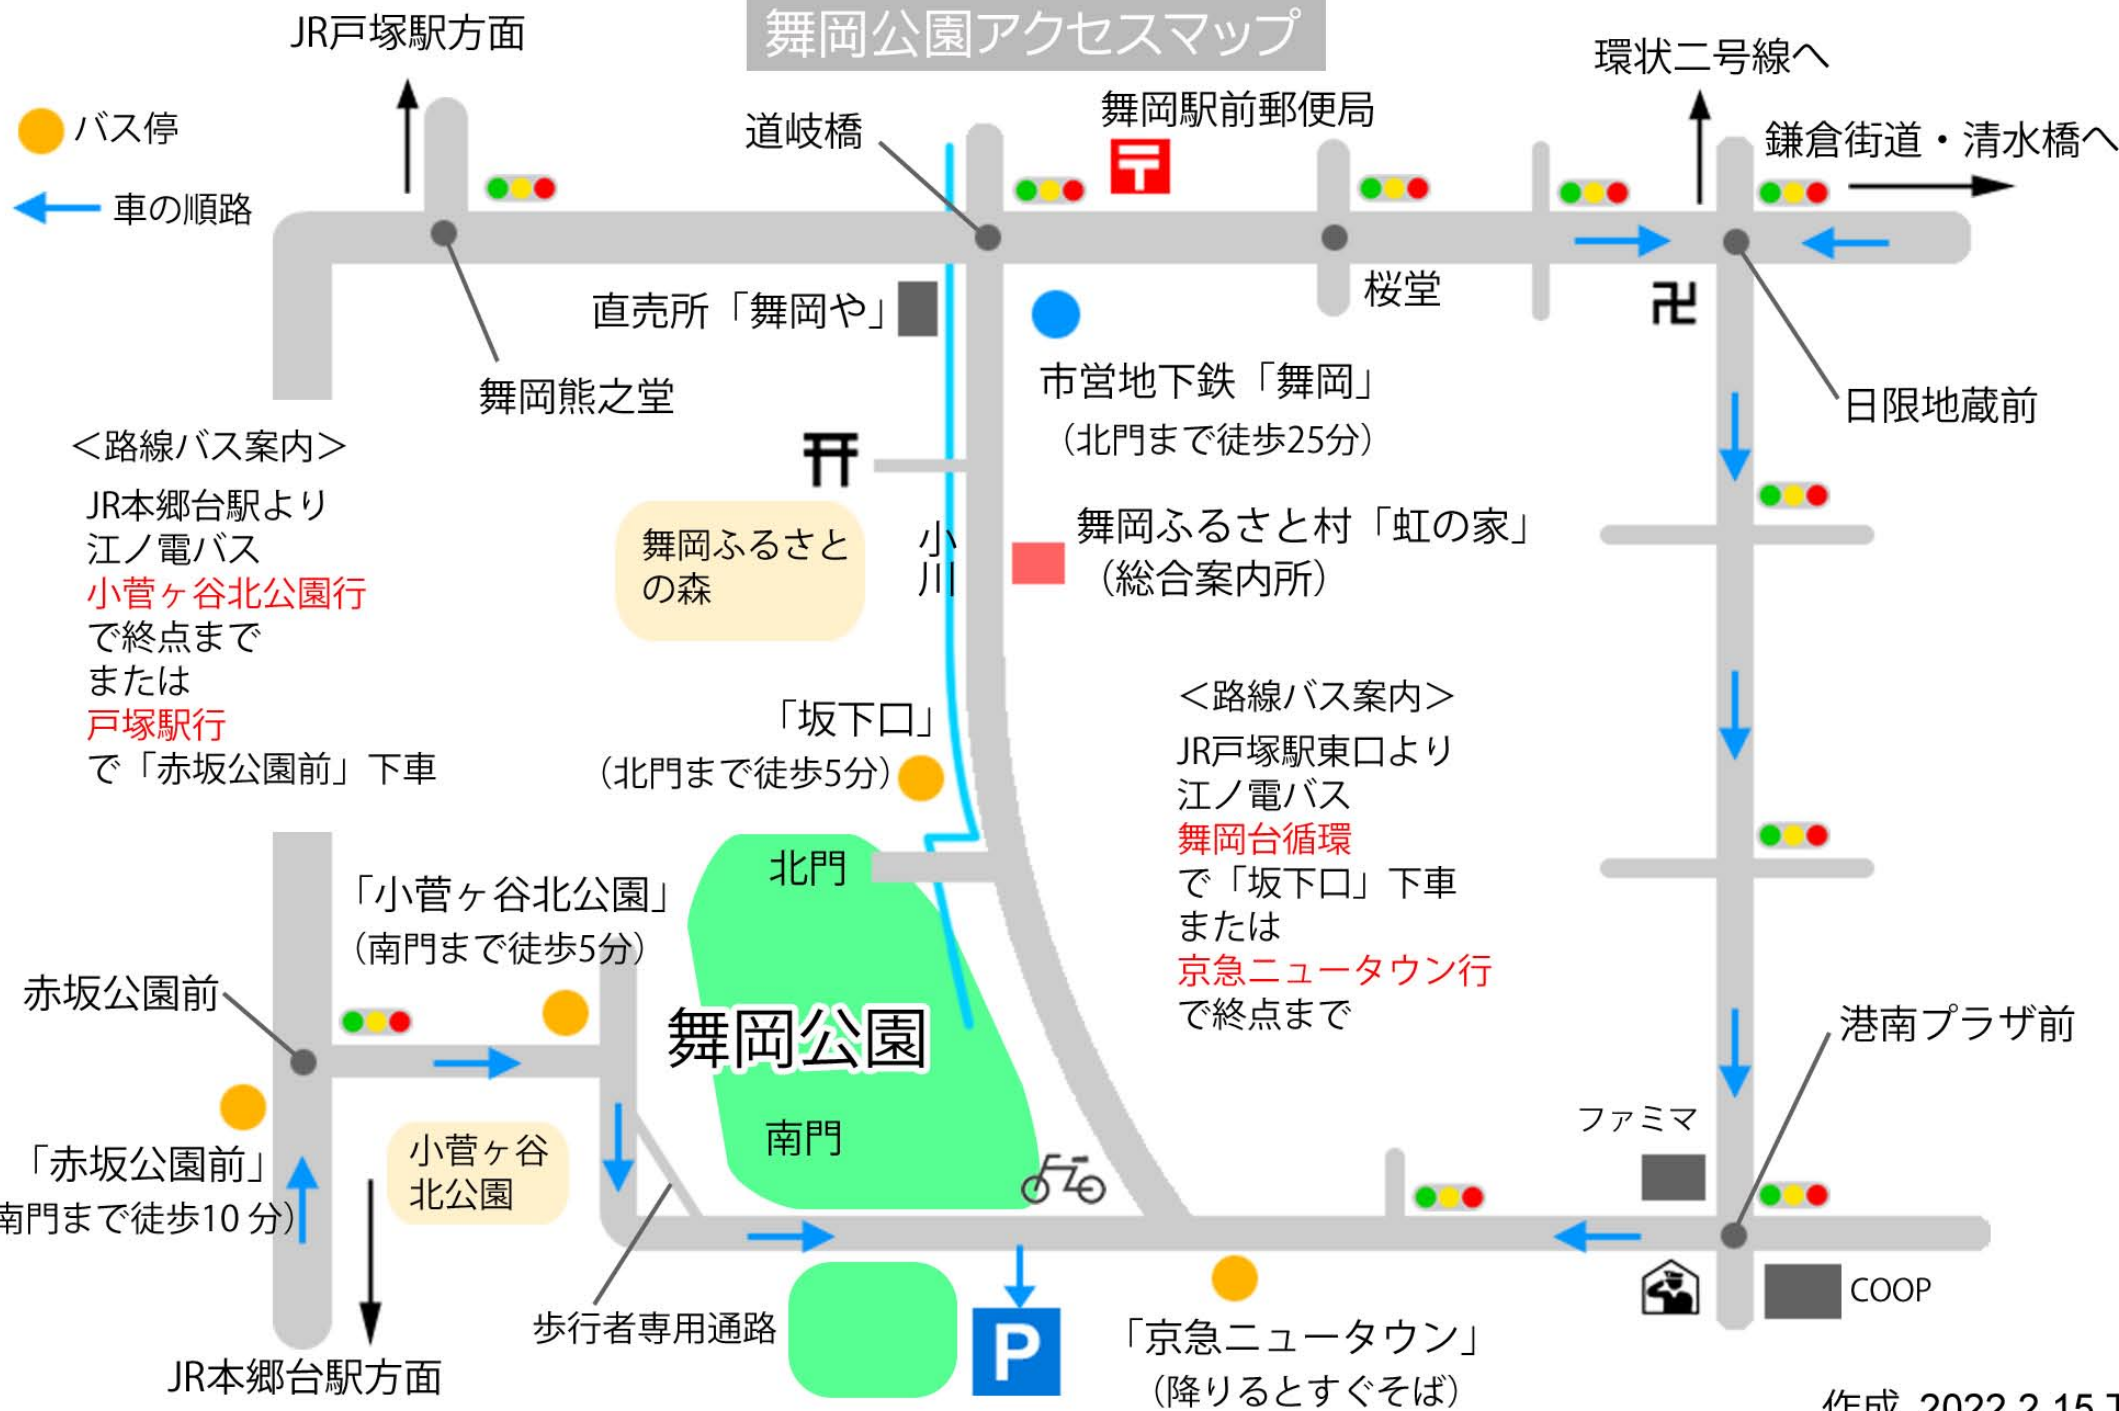 舞岡公園アクセスマップ
JR戸塚駅方面
環状二号線へ
バス停
道岐橋
舞岡駅前郵便局
鎌倉街道・清水橋へ
車の順路
直売所「舞岡や」
桜堂
舞岡熊之堂
市営地下鉄「舞岡」
(北門まで徒歩25分)
日限地蔵前
＜路線バス案内＞
JR本郷台駅より
江ノ電バス
小菅ヶ谷北公園行
で終点まで
または
戸塚駅行
で「赤坂公園前」下車
舞岡ふるさと
の森
小川
舞岡ふるさと村「虹の家」
(総合案内所)
「坂下口」
(北門まで徒歩5分)
＜路線バス案内＞
JR戸塚駅東口より
江ノ電バス
舞岡台循環
で「坂下口」下車
または
京急ニュータウン行
で終点まで
北門
「小菅ヶ谷北公園」
(南門まで徒歩5分)
赤坂公園前
舞岡公園
港南プラザ前
南門
ファミマ
「赤坂公園前」
南門まで徒歩10 分)
小菅ヶ谷
北公園
歩行者専用通路
P
COOP
「京急ニュータウン」
(降りるとすぐそば)
JR本郷台駅方面
作成 2022.2.15